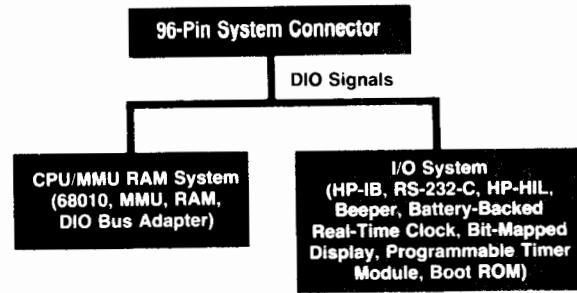 96-Pin System Connector
DIO Signals
CPU/MMU RAM System
(68010, MMU, RAM,
DIO Bus Adapter)
I/O System
(HP-IB, RS-232-C, HP-HIL,
Beeper, Battery-Backed
Real-Time Clock, Bit-Mapped
Display, Programmable Timer
Module, Boot ROM)